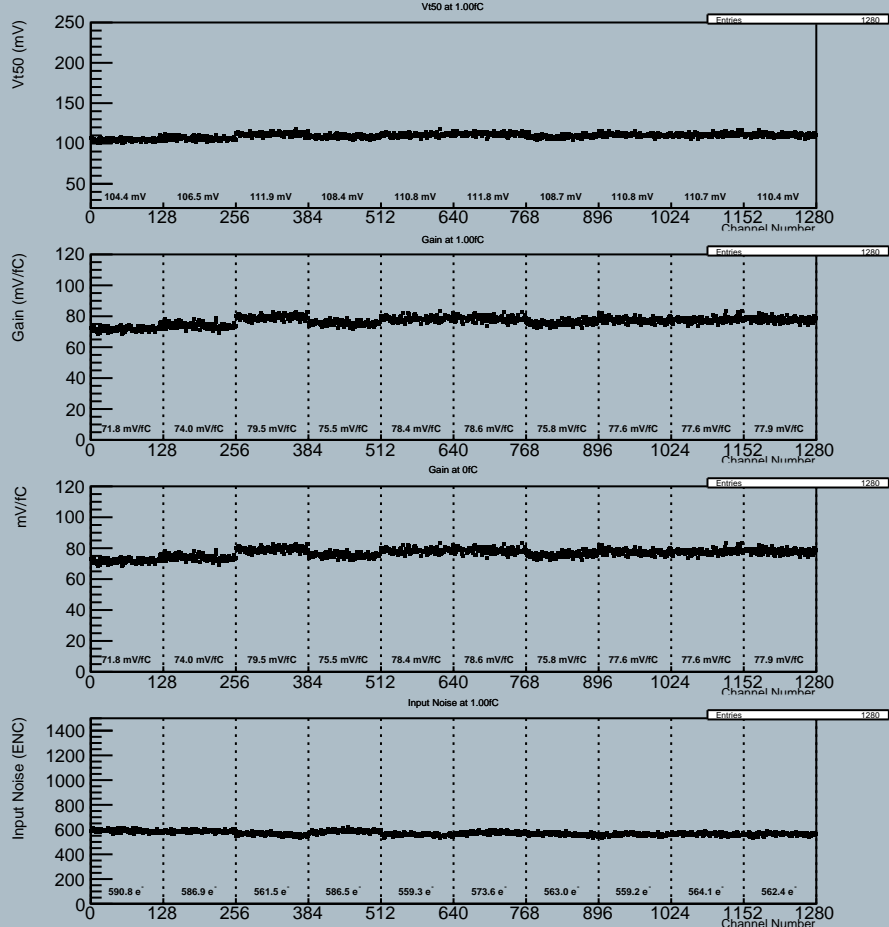 Vt50 at 1.00fC
Entries 1280
Vt50 (mV)
250
200
150
100
50
104.4 mV 106.5 mV 111.9 mV 108.4 mV 110.8 mV 111.8 mV 108.7 mV 110.8 mV 110.7 mV 110.4 mV
0 128 256 384 512 640 768 896 1024 1152 1280
Channel Number
Gain at 1.00fC
Entries 1280
Gain (mV/fC)
120
100
80
60
40
20
0
71.8 mV/fC 74.0 mV/fC 79.5 mV/fC 75.5 mV/fC 78.4 mV/fC 78.6 mV/fC 75.8 mV/fC 77.6 mV/fC 77.6 mV/fC 77.9 mV/fC
0 128 256 384 512 640 768 896 1024 1152 1280
Channel Number
Gain at 0fC
Entries 1280
mV/fC
120
100
80
60
40
20
0
71.8 mV/fC 74.0 mV/fC 79.5 mV/fC 75.5 mV/fC 78.4 mV/fC 78.6 mV/fC 75.8 mV/fC 77.6 mV/fC 77.6 mV/fC 77.9 mV/fC
0 128 256 384 512 640 768 896 1024 1152 1280
Channel Number
Input Noise at 1.00fC
Entries 1280
Input Noise (ENC)
1400
1200
1000
800
600
400
200
0
590.8 e⁻ 586.9 e⁻ 561.5 e⁻ 586.5 e⁻ 559.3 e⁻ 573.6 e⁻ 563.0 e⁻ 559.2 e⁻ 564.1 e⁻ 562.4 e⁻
0 128 256 384 512 640 768 896 1024 1152 1280
Channel Number